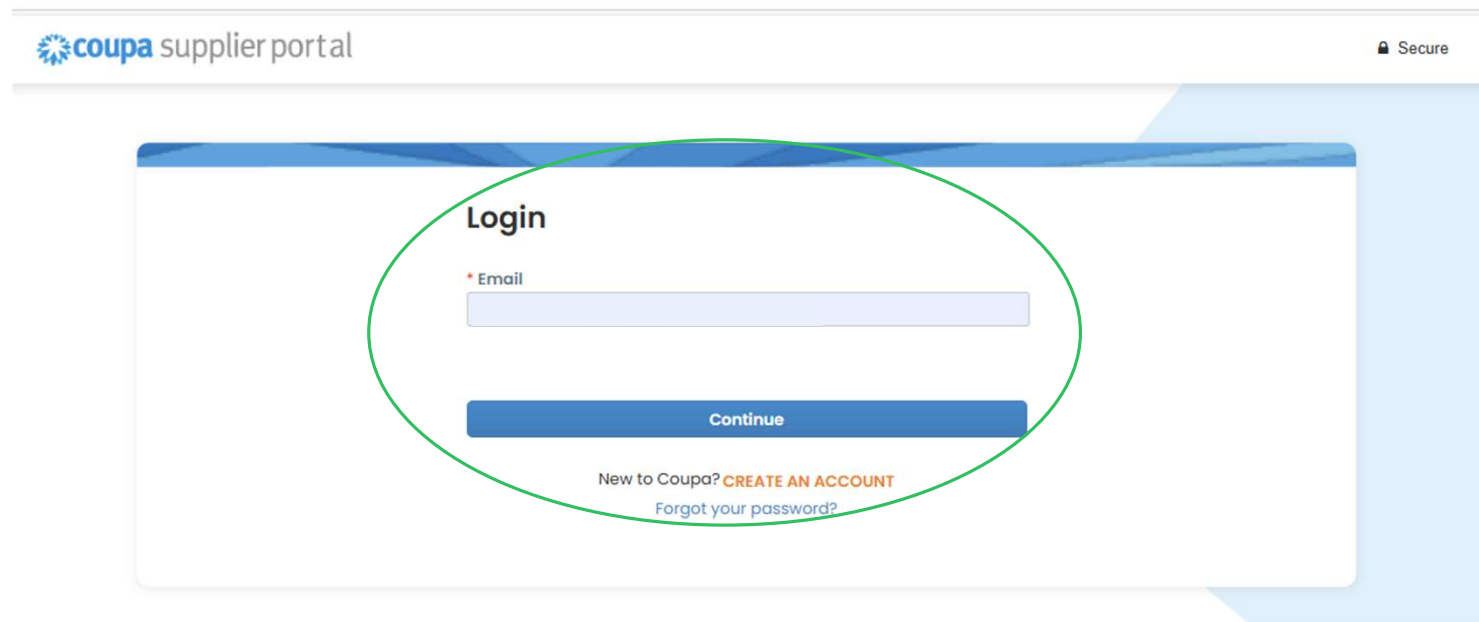 coupa supplier portal
Secure
Login
* Email
Continue
New to Coupa? CREATE AN ACCOUNT
Forgot your password?